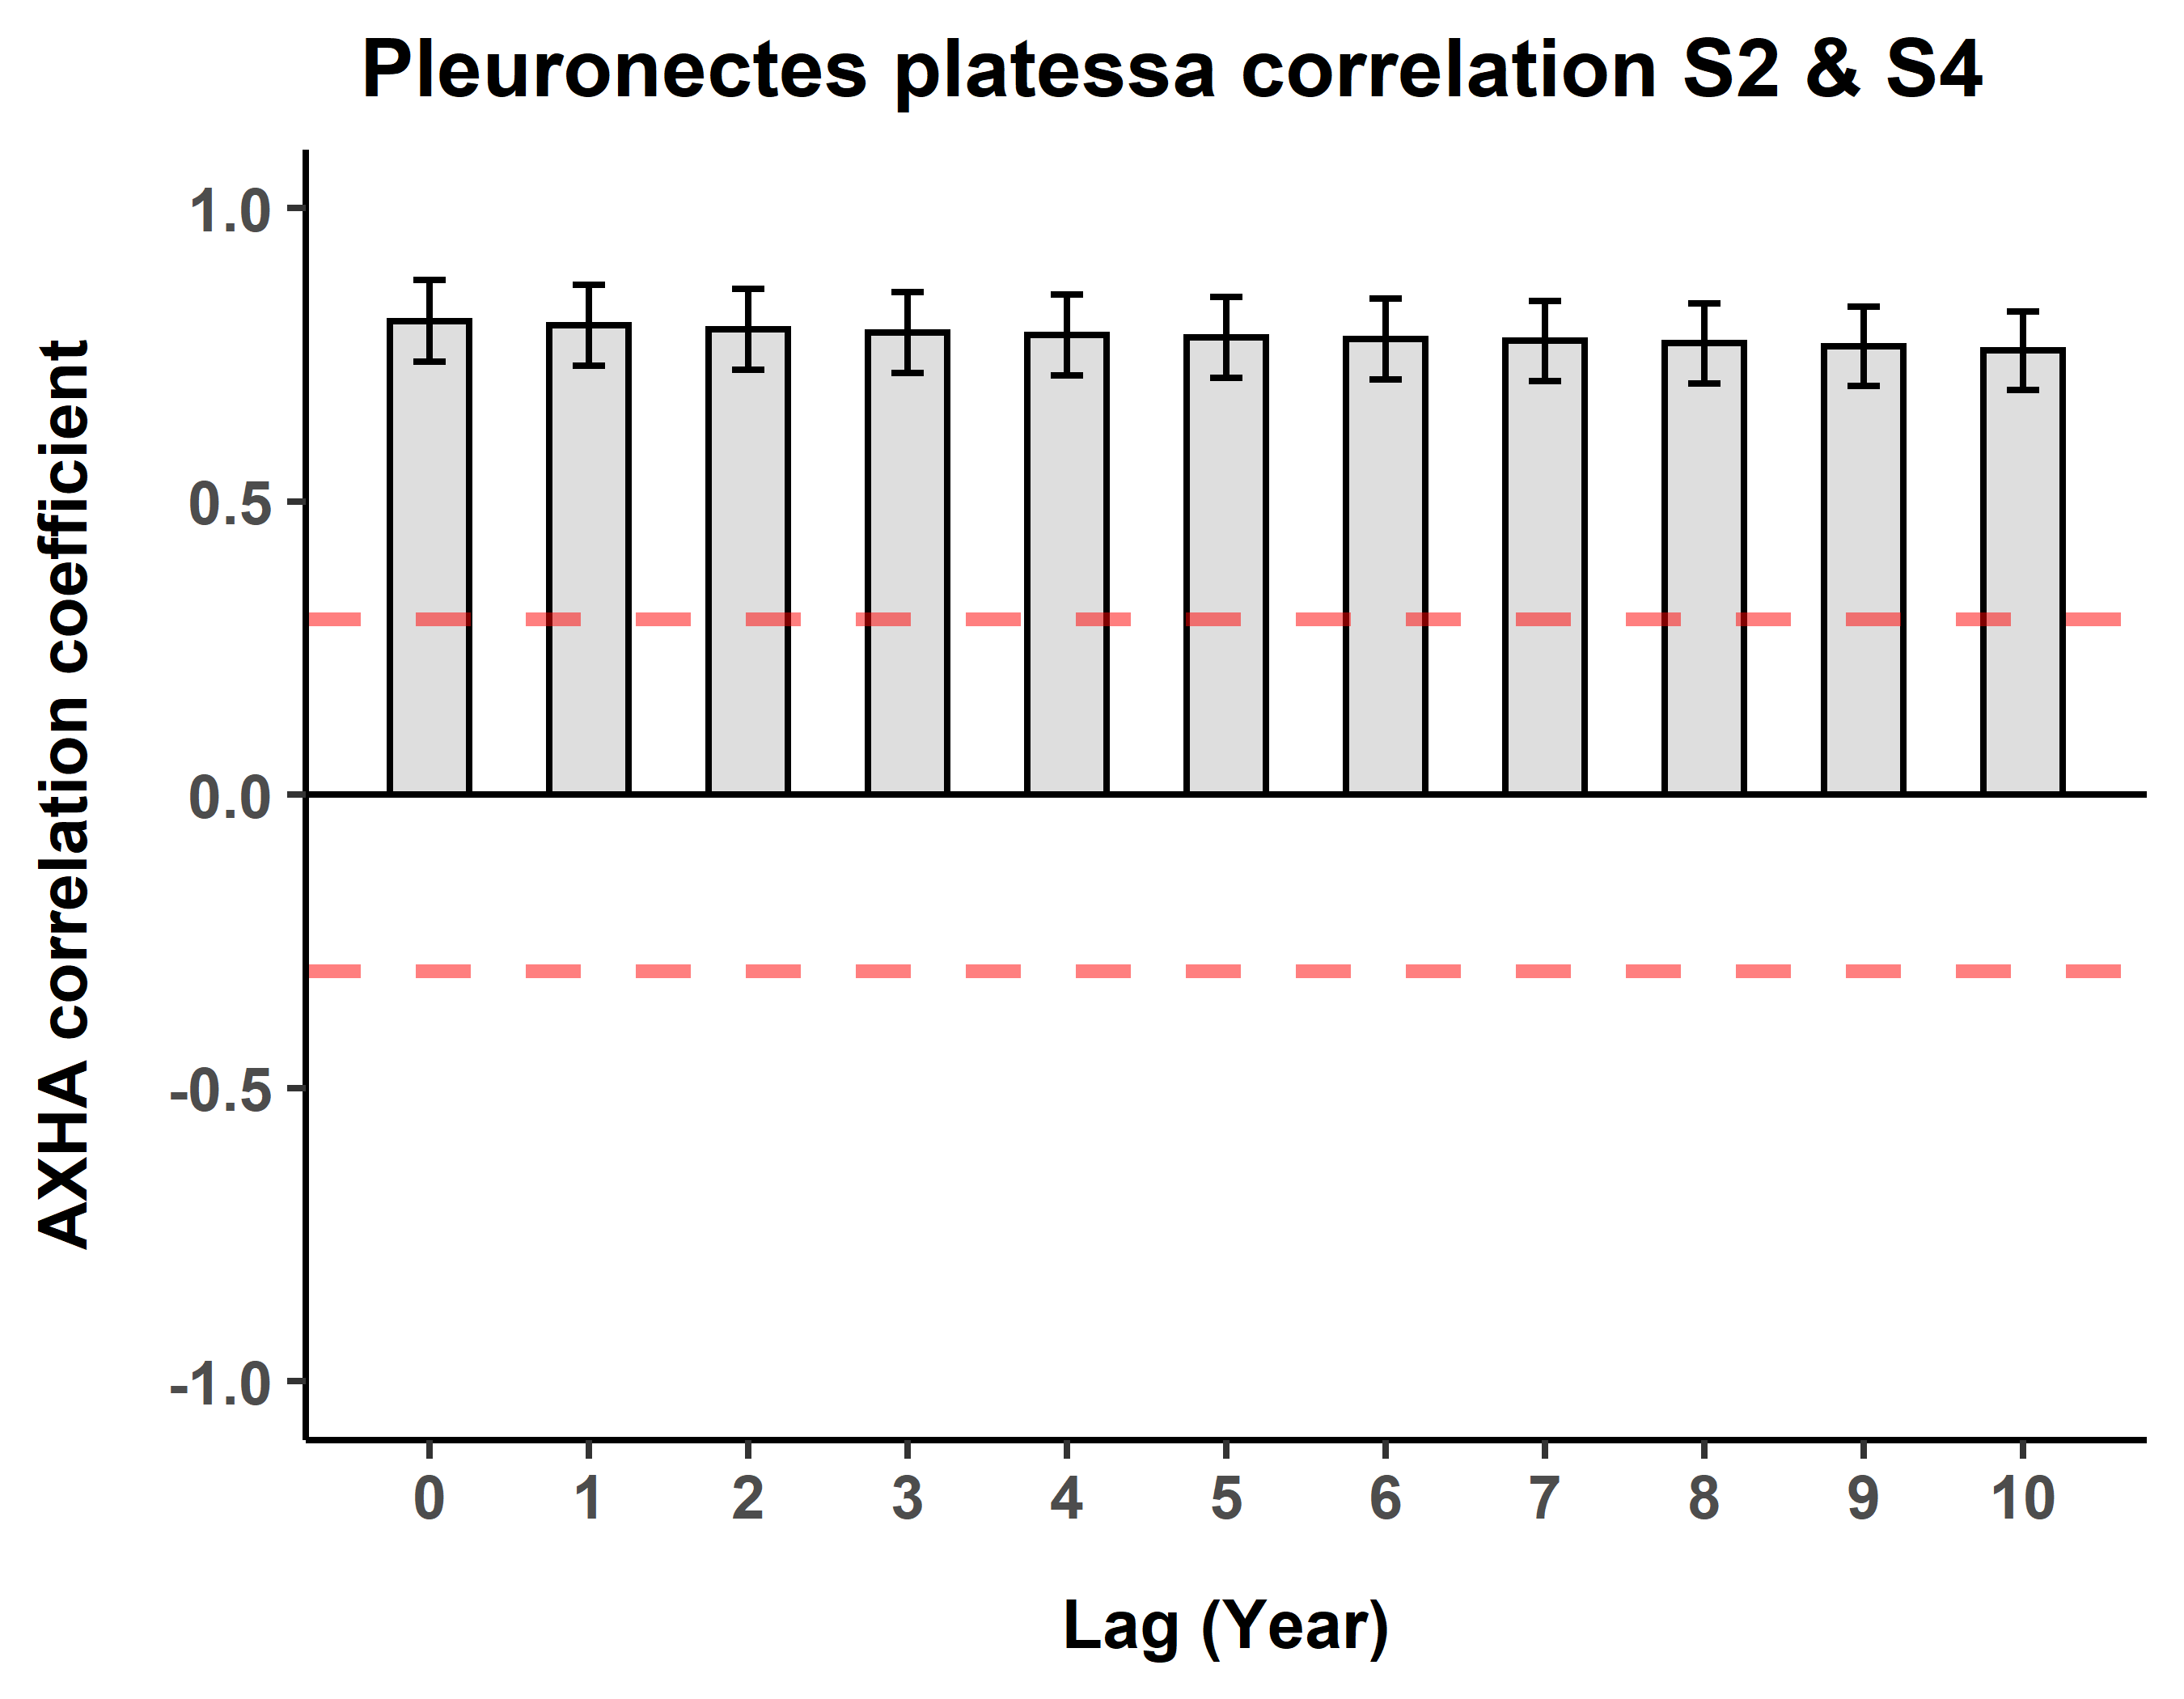 Pleuronectes platessa correlation S2 & S4
AXHA correlation coefficient
1.0
0.5
0.0
-0.5
-1.0
0 1 2 3 4 5 6 7 8 9 10
Lag (Year)